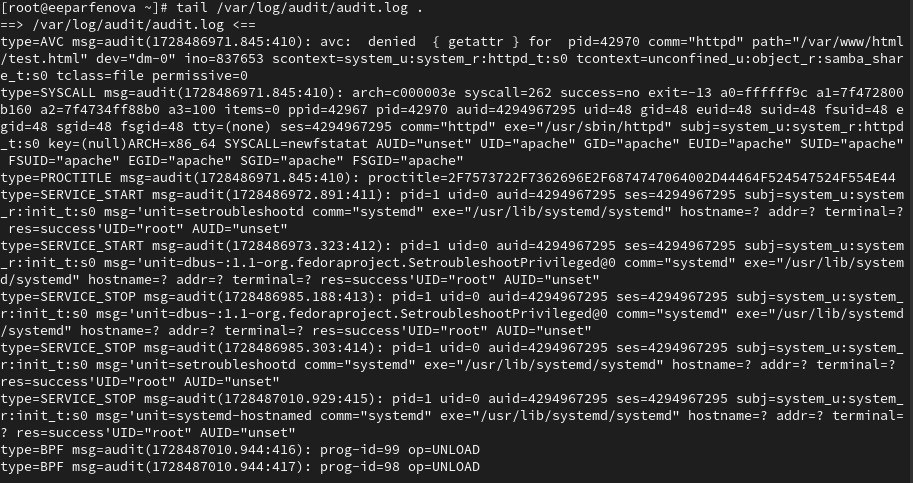 [root@eeparfenova ~]# tail /var/log/audit/audit.log .
==> /var/log/audit/audit.log <==
type=AVC msg=audit(1728486971.845:410): avc:  denied  { getattr } for  pid=42970 comm="httpd" path="/var/www/html
/test.html" dev="dm-0" ino=837653 scontext=system_u:system_r:httpd_t:s0 tcontext=unconfined_u:object_r:samba_shar
e_t:s0 tclass=file permissive=0
type=SYSCALL msg=audit(1728486971.845:410): arch=c000003e syscall=262 success=no exit=-13 a0=ffffff9c a1=7f472800
b160 a2=7f4734ff88b0 a3=100 items=0 ppid=42967 pid=42970 auid=4294967295 uid=48 gid=48 euid=48 suid=48 fsuid=48 e
gid=48 sgid=48 fsgid=48 tty=(none) ses=4294967295 comm="httpd" exe="/usr/sbin/httpd" subj=system_u:system_r:httpd
_t:s0 key=(null)ARCH=x86_64 SYSCALL=newfstatat AUID="unset" UID="apache" GID="apache" EUID="apache" SUID="apache"
 FSUID="apache" EGID="apache" SGID="apache" FSGID="apache"
type=PROCTITLE msg=audit(1728486971.845:410): proctitle=2F7573722F7362696E2F6874747064002D44464F524547524F554E44
type=SERVICE_START msg=audit(1728486972.891:411): pid=1 uid=0 auid=4294967295 ses=4294967295 subj=system_u:system
_r:init_t:s0 msg='unit=setroubleshootd comm="systemd" exe="/usr/lib/systemd/systemd" hostname=? addr=? terminal=?
 res=success'UID="root" AUID="unset"
type=SERVICE_START msg=audit(1728486973.323:412): pid=1 uid=0 auid=4294967295 ses=4294967295 subj=system_u:system
_r:init_t:s0 msg='unit=dbus-:1.1-org.fedoraproject.SetroubleshootPrivileged@0 comm="systemd" exe="/usr/lib/system
d/systemd" hostname=? addr=? terminal=? res=success'UID="root" AUID="unset"
type=SERVICE_STOP msg=audit(1728486985.188:413): pid=1 uid=0 auid=4294967295 ses=4294967295 subj=system_u:system_
r:init_t:s0 msg='unit=dbus-:1.1-org.fedoraproject.SetroubleshootPrivileged@0 comm="systemd" exe="/usr/lib/systemd
/systemd" hostname=? addr=? terminal=? res=success'UID="root" AUID="unset"
type=SERVICE_STOP msg=audit(1728486985.303:414): pid=1 uid=0 auid=4294967295 ses=4294967295 subj=system_u:system_
r:init_t:s0 msg='unit=setroubleshootd comm="systemd" exe="/usr/lib/systemd/systemd" hostname=? addr=? terminal=? 
res=success'UID="root" AUID="unset"
type=SERVICE_STOP msg=audit(1728487010.929:415): pid=1 uid=0 auid=4294967295 ses=4294967295 subj=system_u:system_
r:init_t:s0 msg='unit=systemd-hostnamed comm="systemd" exe="/usr/lib/systemd/systemd" hostname=? addr=? terminal=
? res=success'UID="root" AUID="unset"
type=BPF msg=audit(1728487010.944:416): prog-id=99 op=UNLOAD
type=BPF msg=audit(1728487010.944:417): prog-id=98 op=UNLOAD